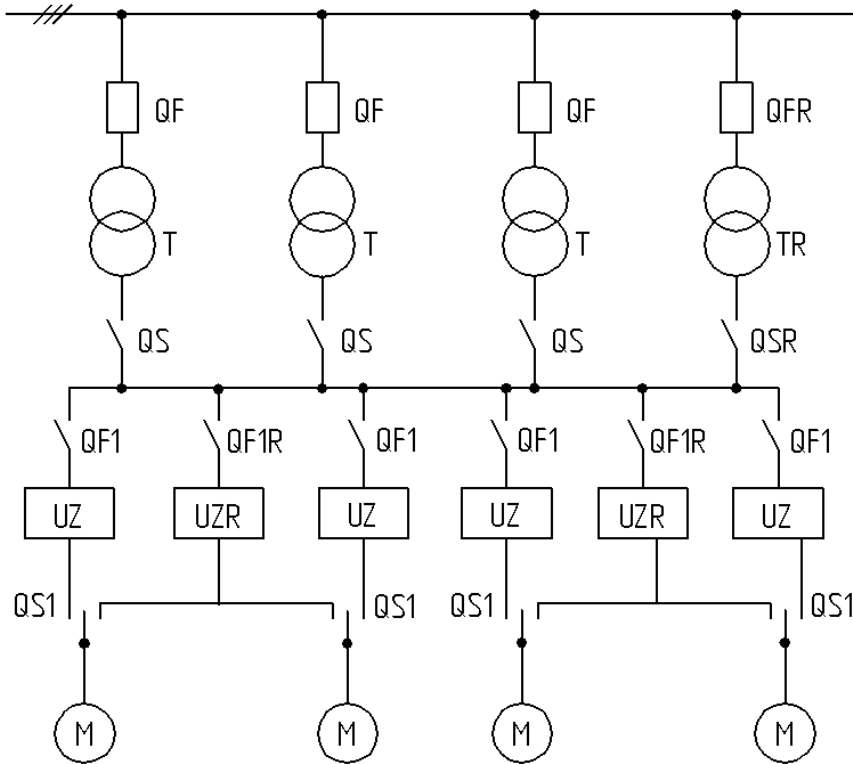 QF QF QF QFR
T T T TR
QS QS QS QSR
QF1 QF1R QF1 QF1 QF1R QF1
UZ UZR UZ UZ UZR UZ
QS1 QS1 QS1 QS1
M M M M